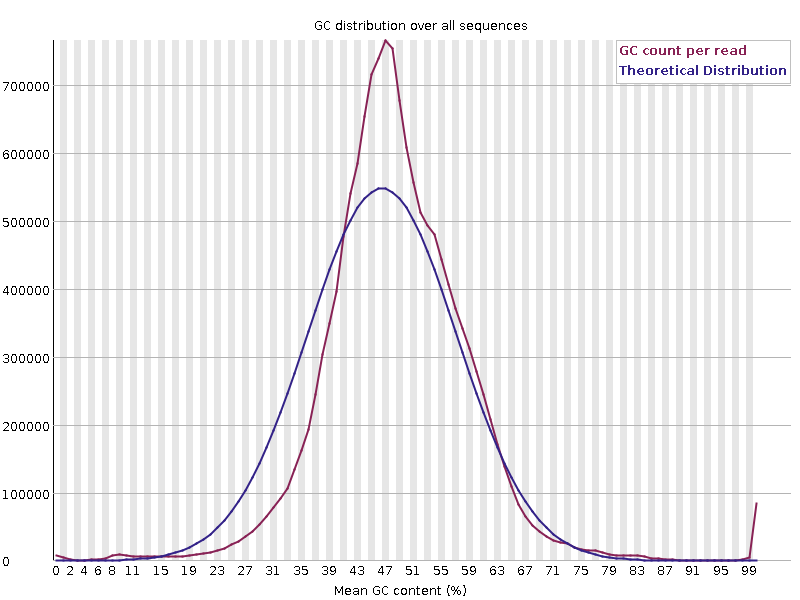 GC distribution over all sequences
GC count per read
Theoretical Distribution
700000
600000
500000
400000
300000
200000
100000
0
0 2 4 6 8 11 15 19 23 27 31 35 39 43 47 51 55 59 63 67 71 75 79 83 87 91 95 99
Mean GC content (%)